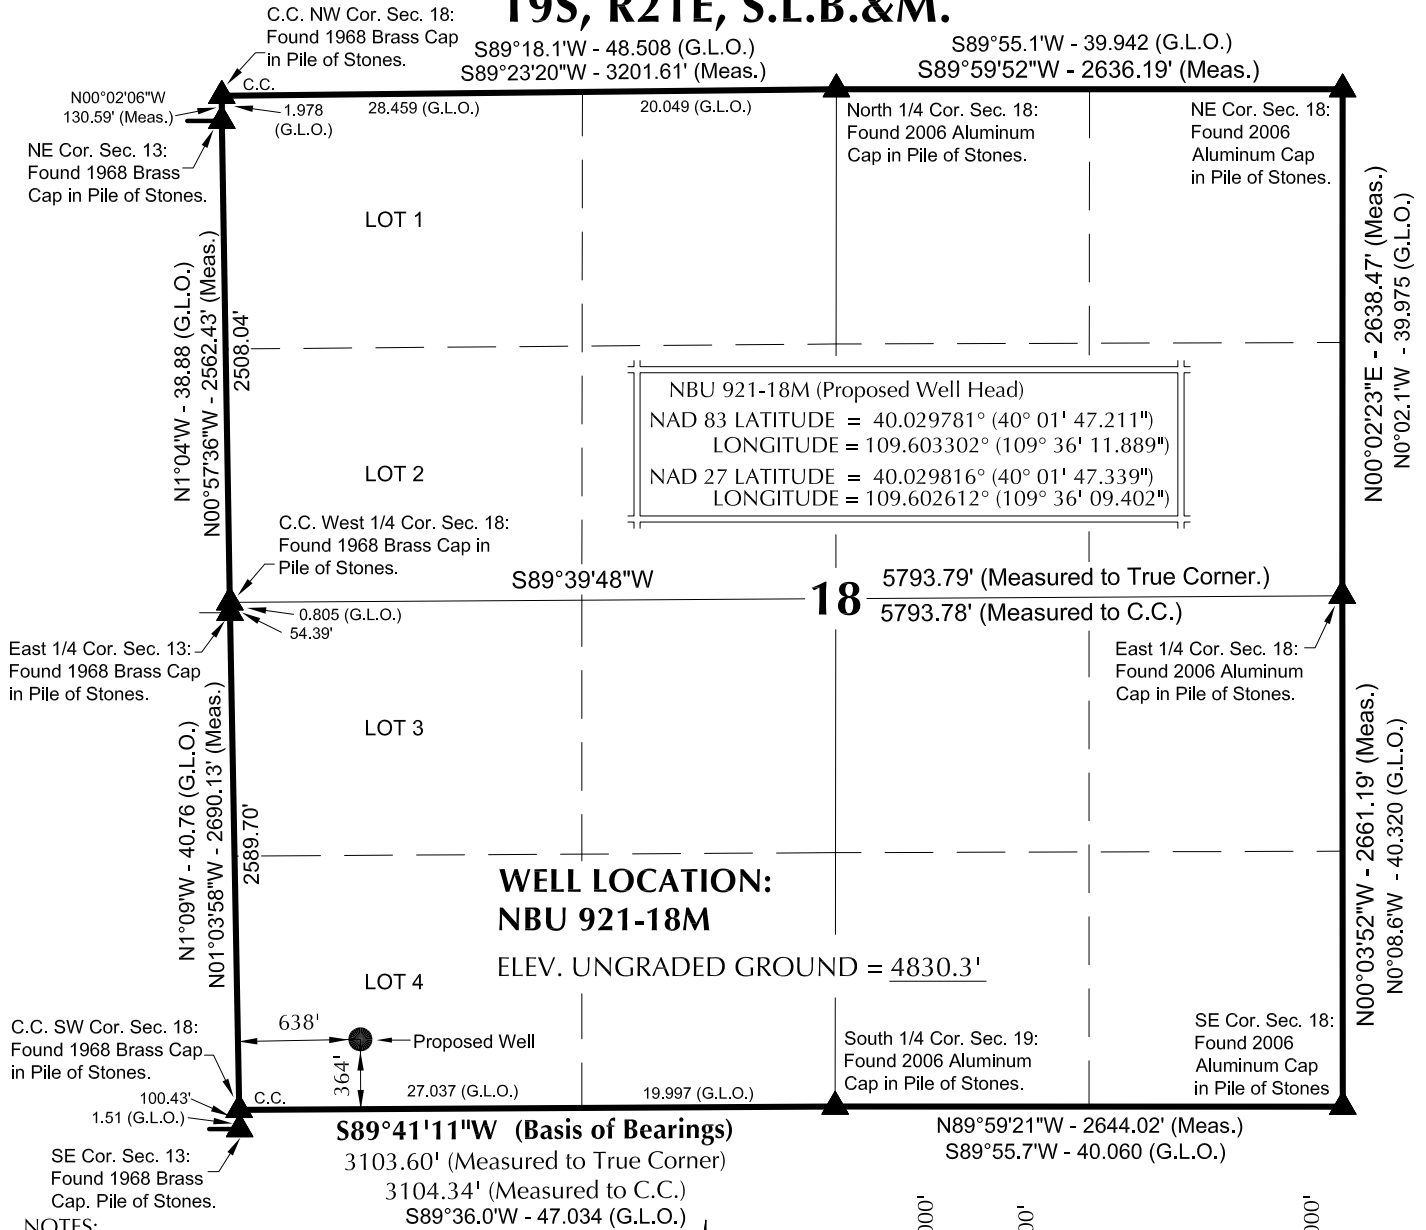 T9S, R21E, S.L.B.&M.
C.C. NW Cor. Sec. 18:
Found 1968 Brass Cap
in Pile of Stones.
S89°18.1'W - 48.508 (G.L.O.)
S89°23'20"W - 3201.61' (Meas.)
S89°55.1'W - 39.942 (G.L.O.)
S89°59'52"W - 2636.19' (Meas.)
C.C.
N00°02'06"W
130.59' (Meas.)
1.978
(G.L.O.)
28.459 (G.L.O.)
20.049 (G.L.O.)
North 1/4 Cor. Sec. 18:
Found 2006 Aluminum
Cap in Pile of Stones.
NE Cor. Sec. 18:
Found 2006
Aluminum Cap
in Pile of Stones.
NE Cor. Sec. 13:
Found 1968 Brass
Cap in Pile of Stones.
LOT 1
N1°04'W - 38.88 (G.L.O.)
N00°57'36"W - 2562.43' (Meas.)
2508.04'
N00°02'23"E - 2638.47' (Meas.)
N0°02.1'W - 39.975 (G.L.O.)
NBU 921-18M (Proposed Well Head)
NAD 83 LATITUDE = 40.029781° (40° 01' 47.211")
LONGITUDE = 109.603302° (109° 36' 11.889")
NAD 27 LATITUDE = 40.029816° (40° 01' 47.339")
LONGITUDE = 109.602612° (109° 36' 09.402")
LOT 2
C.C. West 1/4 Cor. Sec. 18:
Found 1968 Brass Cap in
Pile of Stones.
S89°39'48"W
18
5793.79' (Measured to True Corner.)
5793.78' (Measured to C.C.)
0.805 (G.L.O.)
54.39'
East 1/4 Cor. Sec. 13:
Found 1968 Brass Cap
in Pile of Stones.
East 1/4 Cor. Sec. 18:
Found 2006 Aluminum
Cap in Pile of Stones.
LOT 3
N1°09'W - 40.76 (G.L.O.)
N01°03'58"W - 2690.13' (Meas.)
2589.70'
N00°03'52"W - 2661.19' (Meas.)
N0°08.6'W - 40.320 (G.L.O.)
WELL LOCATION:
NBU 921-18M
ELEV. UNGRADED GROUND = 4830.3'
LOT 4
638'
Proposed Well
364'
C.C. SW Cor. Sec. 18:
Found 1968 Brass Cap
in Pile of Stones.
South 1/4 Cor. Sec. 19:
Found 2006 Aluminum
Cap in Pile of Stones.
SE Cor. Sec. 18:
Found 2006
Aluminum Cap
in Pile of Stones
100.43'
1.51 (G.L.O.)
C.C.
27.037 (G.L.O.)
19.997 (G.L.O.)
S89°41'11"W (Basis of Bearings)
3103.60' (Measured to True Corner)
3104.34' (Measured to C.C.)
S89°36.0'W - 47.034 (G.L.O.)
N89°59'21"W - 2644.02' (Meas.)
S89°55.7'W - 40.060 (G.L.O.)
SE Cor. Sec. 13:
Found 1968 Brass
Cap. Pile of Stones.
NOTES: